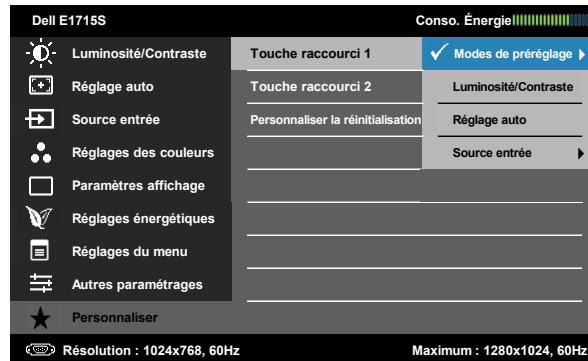 Dell E1715S Conso. Énergie
Luminosité/Contraste Touche raccourci 1 Modes de préréglage
Réglage auto Touche raccourci 2 Luminosité/Contraste
Source entrée Personnaliser la réinitialisation Réglage auto
Réglages des couleurs Source entrée
Paramètres affichage
Réglages énergétiques
Réglages du menu
Autres paramétrages
Personnaliser
Résolution : 1024x768, 60Hz Maximum : 1280x1024, 60Hz